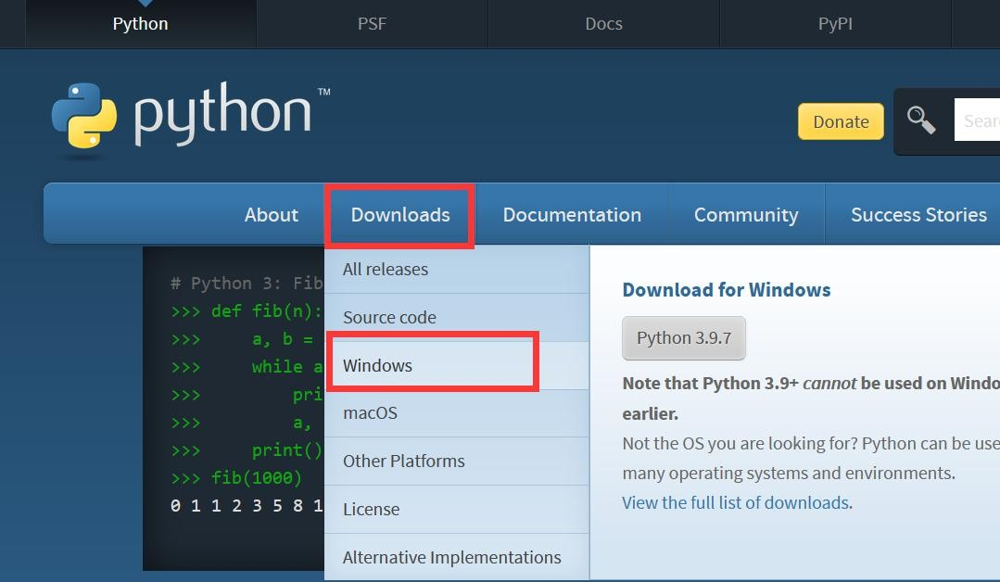 Python
PSF
Docs
PyPI
python™
Donate
About
Downloads
Documentation
Community
Success Stories
# Python 3: Fib
>>> def fib(n):
>>> a, b =
>>> while a
>>> pri
>>> a,
>>> print()
>>> fib(1000)
0 1 1 2 3 5 8 1
All releases
Source code
Windows
macOS
Other Platforms
License
Alternative Implementations
Download for Windows
Python 3.9.7
Note that Python 3.9+ cannot be used on Windo
earlier.
Not the OS you are looking for? Python can be use
many operating systems and environments.
View the full list of downloads.